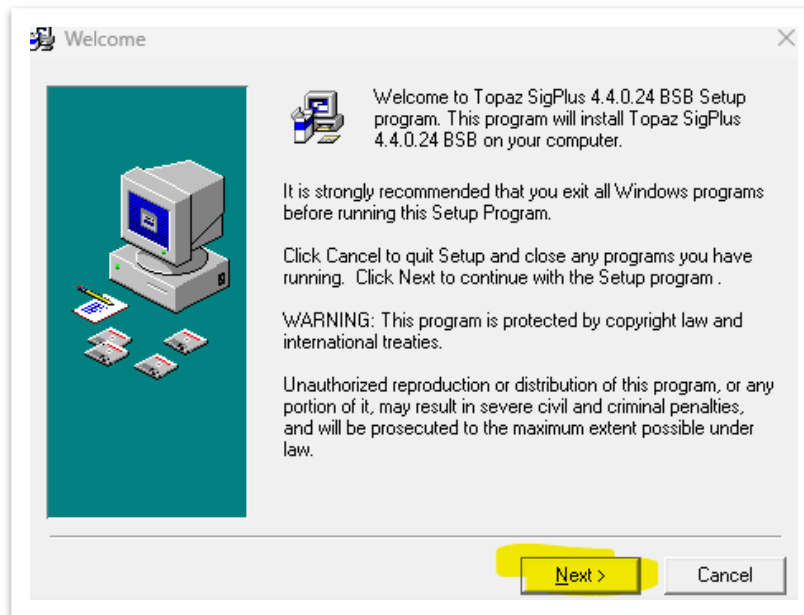 Welcome
Welcome to Topaz SigPlus 4.4.0.24 BSB Setup
program. This program will install Topaz SigPlus
4.4.0.24 BSB on your computer.
It is strongly recommended that you exit all Windows programs
before running this Setup Program.
Click Cancel to quit Setup and close any programs you have
running.  Click Next to continue with the Setup program .
WARNING: This program is protected by copyright law and
international treaties.
Unauthorized reproduction or distribution of this program, or any
portion of it, may result in severe civil and criminal penalties,
and will be prosecuted to the maximum extent possible under
law.
Next >
Cancel